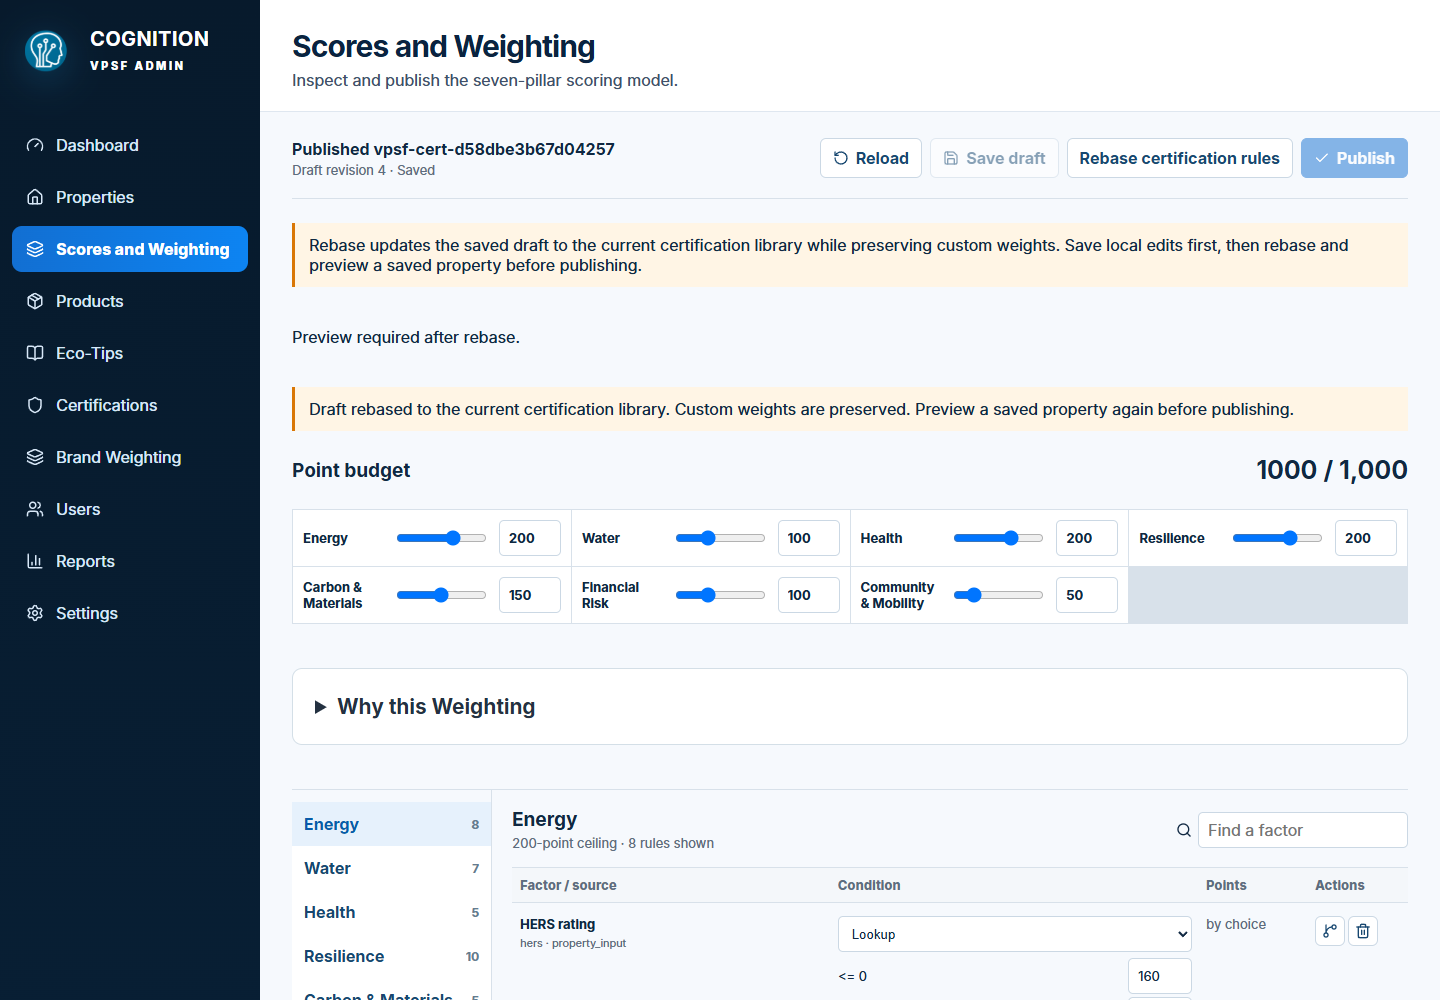 COGNITION
VPSF ADMIN
Dashboard
Properties
Scores and Weighting
Products
Eco-Tips
Certifications
Brand Weighting
Users
Reports
Settings
Scores and Weighting
Inspect and publish the seven-pillar scoring model.
Published vpsf-cert-d58dbe3b67d04257
Draft revision 4 · Saved
Reload
Save draft
Rebase certification rules
Publish
Rebase updates the saved draft to the current certification library while preserving custom weights. Save local edits first, then rebase and
preview a saved property before publishing.
Preview required after rebase.
Draft rebased to the current certification library. Custom weights are preserved. Preview a saved property again before publishing.
Point budget
1000 / 1,000
Energy
200
Water
100
Health
200
Resilience
200
Carbon &
Materials
150
Financial
Risk
100
Community
& Mobility
50
Why this Weighting
Energy
8
Water
7
Health
5
Resilience
10
Carbon & Materials
5
Energy
200-point ceiling · 8 rules shown
Find a factor
Factor / source
Condition
Points
Actions
HERS rating
hers · property_input
Lookup
by choice
<= 0
160